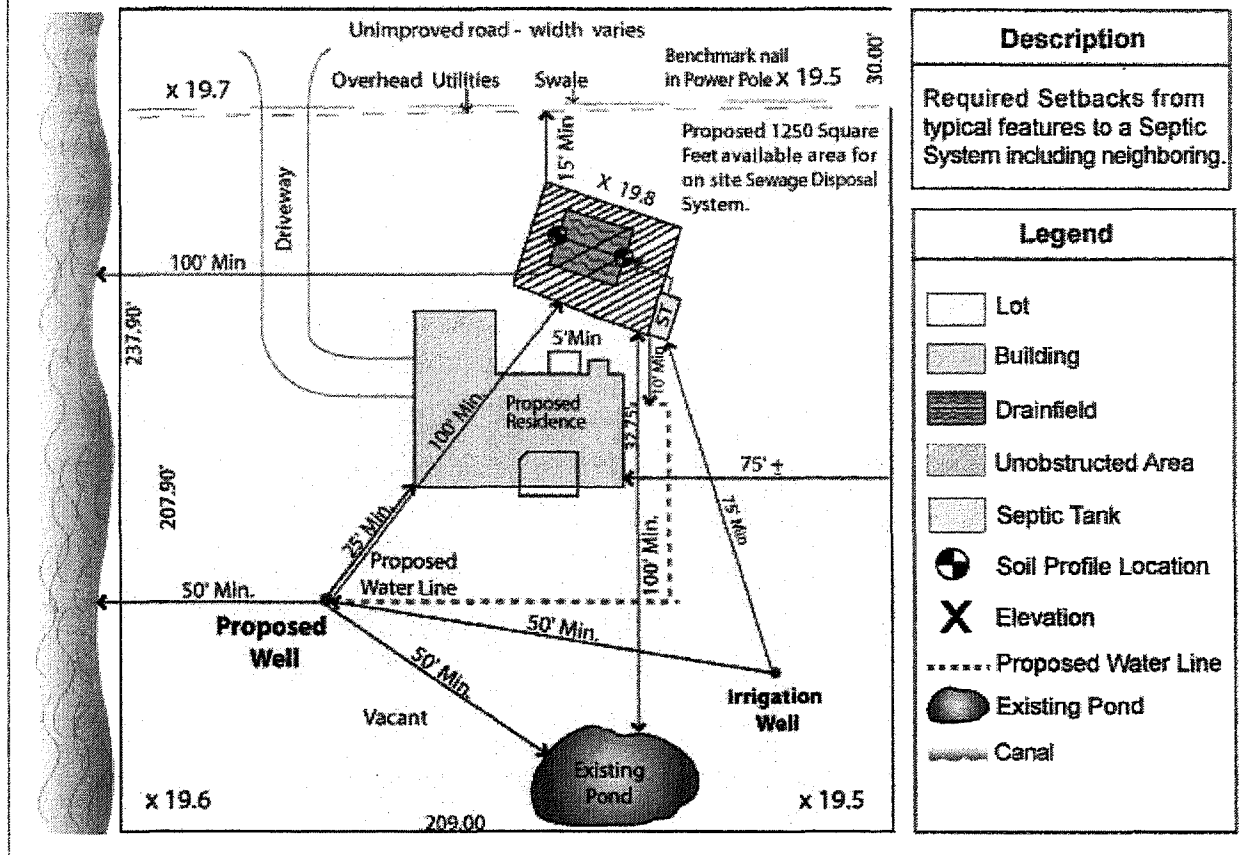 Unimproved road - width varies
30.00'
Benchmark nail
in Power Pole X 19.5
x 19.7
Overhead Utilities
Swale
15' Min
Proposed 1250 Square
Feet available area for
on site Sewage Disposal
System.
X 19.8
Driveway
100' Min
ST
5'Min
10' Min
237.90'
Proposed
Residence
100' Min.
32.75'
75' ±
75' Min
207.90'
25' Min.
Proposed
Water Line
100' Min.
50' Min.
Proposed
Well
50' Min.
50' Min.
Irrigation
Well
Vacant
Existing
Pond
x 19.6
x 19.5
209.00
Description
Required Setbacks from
typical features to a Septic
System including neighboring.
Legend
Lot
Building
Drainfield
Unobstructed Area
Septic Tank
Soil Profile Location
X Elevation
Proposed Water Line
Existing Pond
Canal